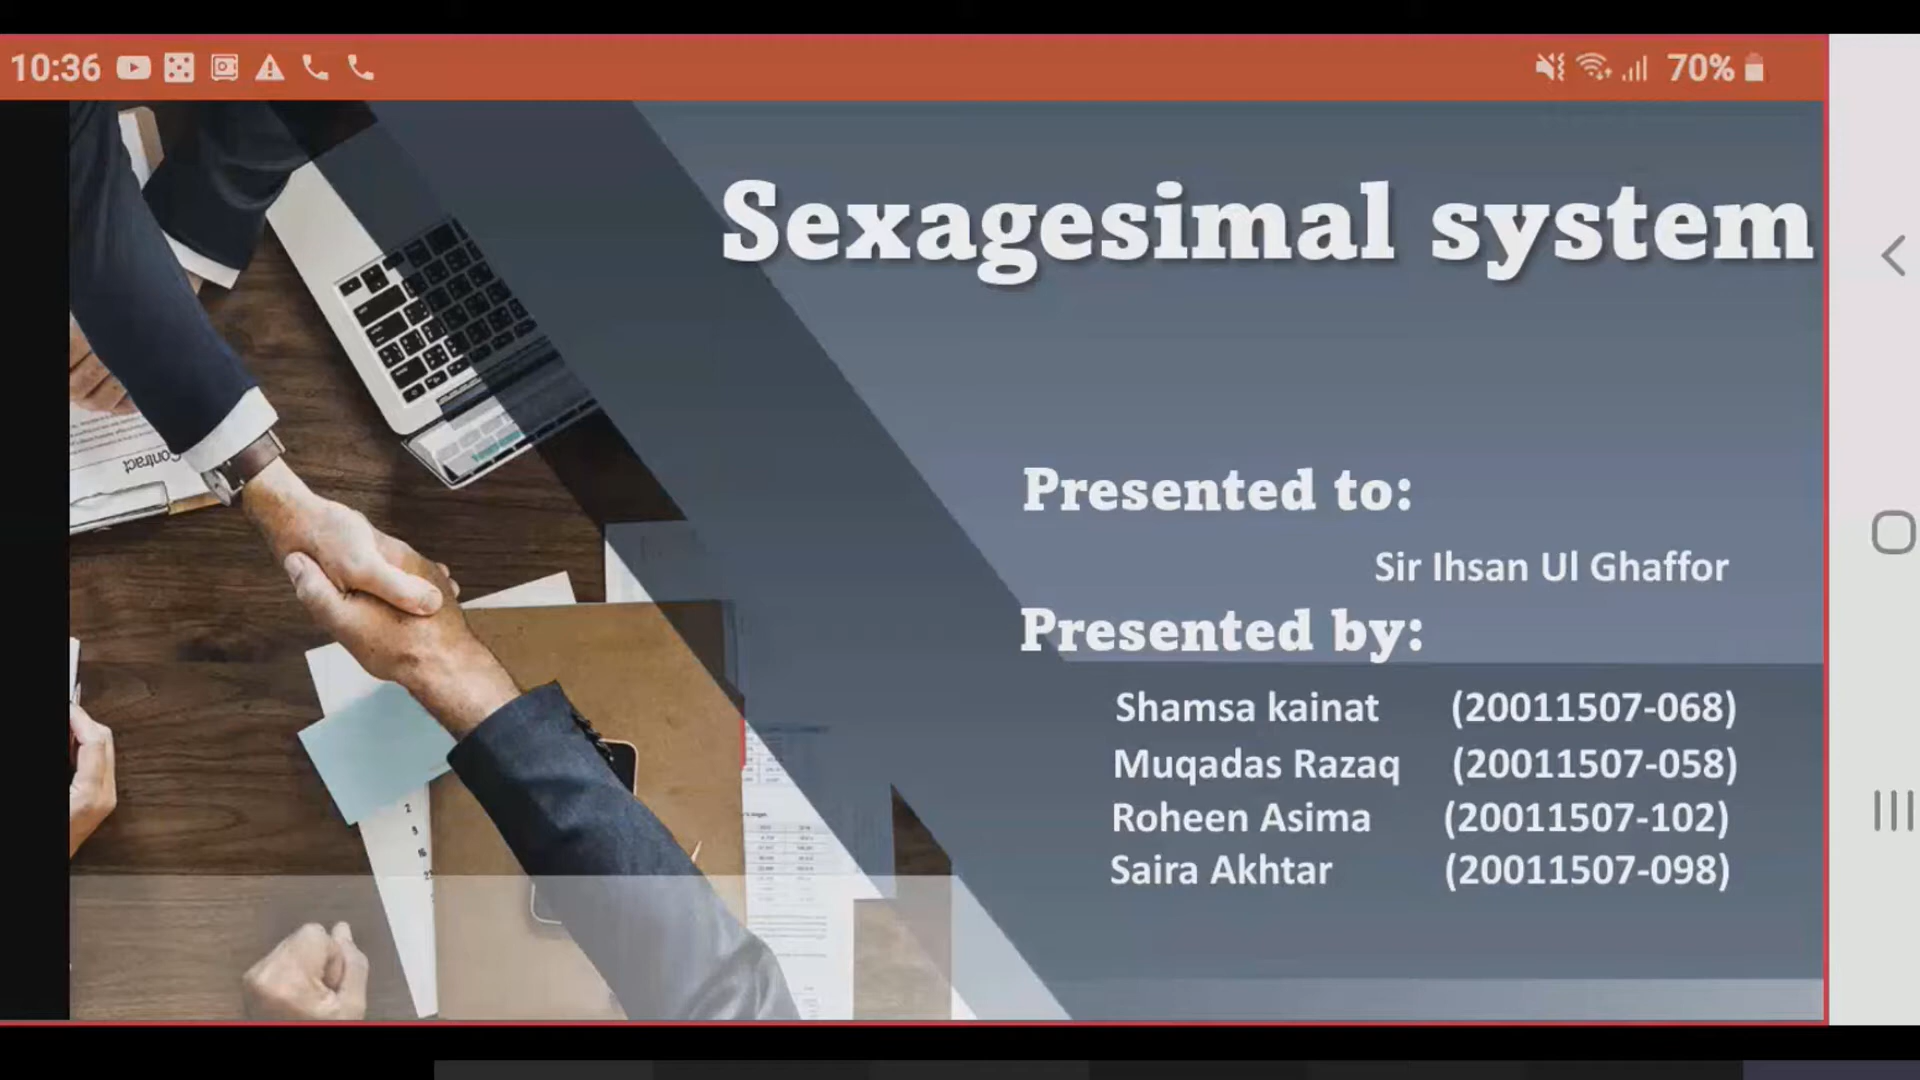 10:36
70%
Sexagesimal system
Contract
Presented to:
Sir Ihsan Ul Ghaffor
Presented by:
Shamsa kainat (20011507-068)
Muqadas Razaq (20011507-058)
Roheen Asima (20011507-102)
Saira Akhtar (20011507-098)